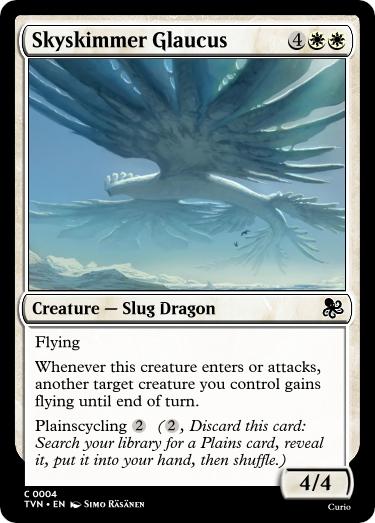 Skyskimmer Glaucus 4
Creature — Slug Dragon
Flying
Whenever this creature enters or attacks,
another target creature you control gains
flying until end of turn.
Plainscycling 2 (2, Discard this card:
Search your library for a Plains card, reveal
it, put it into your hand, then shuffle.)
4/4
C 0004
TVN • EN Simo Räsänen
Curio